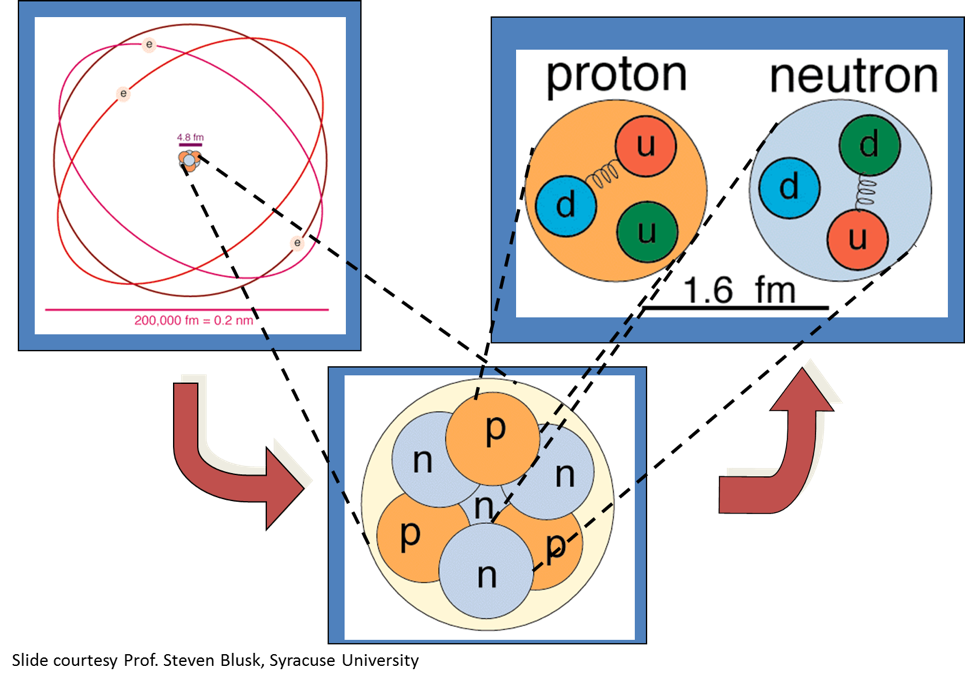 e
e
4.8 fm
e
200,000 fm = 0.2 nm
proton neutron
u
d
u
d
d
u
1.6 fm
p
n
n
n
p
p
n
Slide courtesy Prof. Steven Blusk, Syracuse University